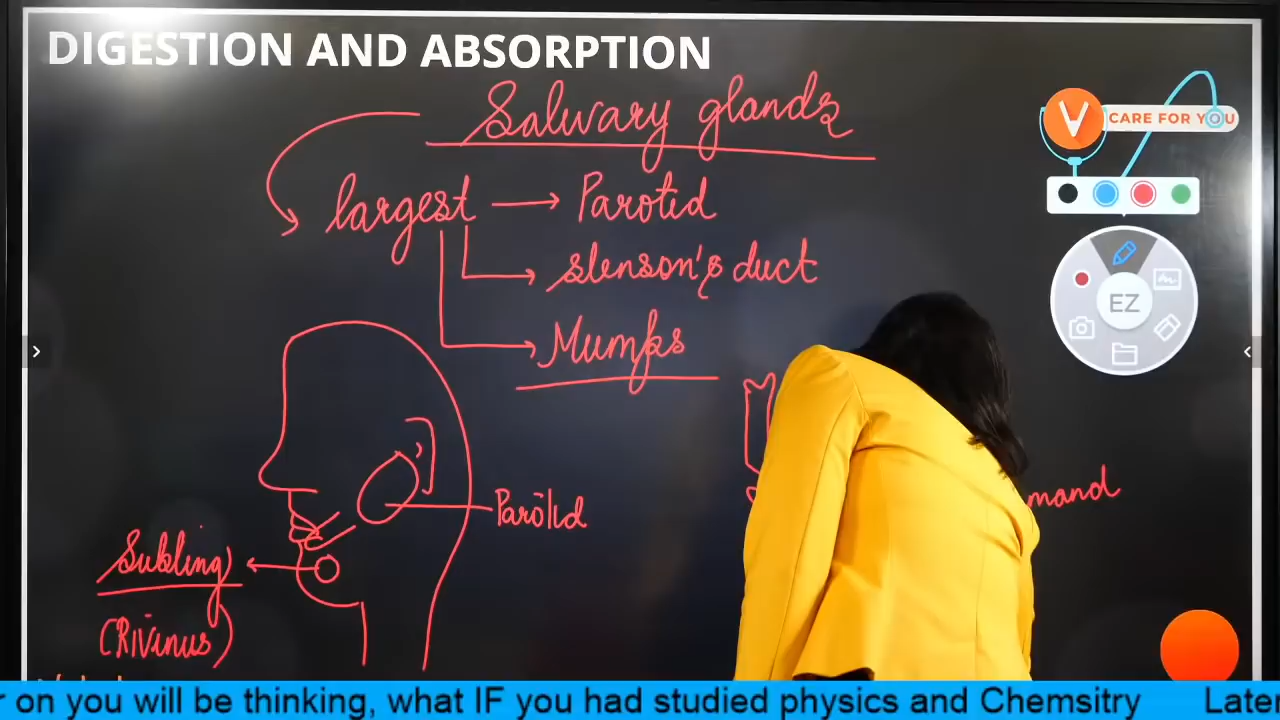 DIGESTION AND ABSORPTION
Salivary glands
CARE FOR YOU
largest → Parotid
stenson's duct
Mumps
EZ
Parotid
mand
Subling)
(Rivinus)
r on you will be thinking, what IF you had studied physics and Chemsitry Later